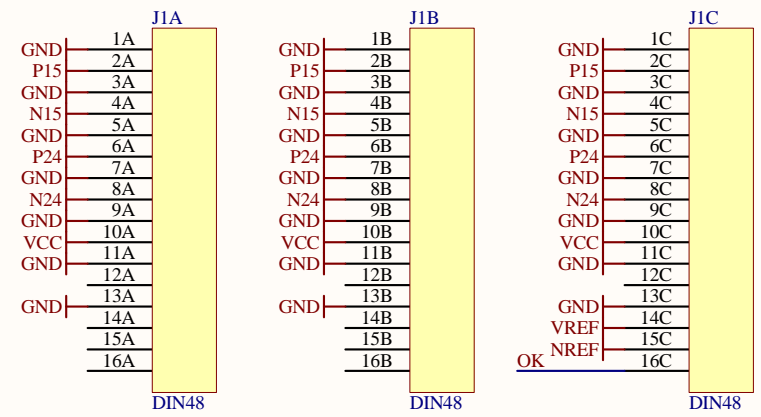 J1A J1B J1C
1A 1B 1C
GND GND GND
2A 2B 2C
P15 P15 P15
3A 3B 3C
GND GND GND
4A 4B 4C
N15 N15 N15
5A 5B 5C
GND GND GND
6A 6B 6C
P24 P24 P24
7A 7B 7C
GND GND GND
8A 8B 8C
N24 N24 N24
9A 9B 9C
GND GND GND
10A 10B 10C
VCC VCC VCC
11A 11B 11C
GND GND GND
12A 12B 12C
13A 13B 13C
GND GND GND
14A 14B 14C
VREF
15A 15B 15C
NREF
OK
16A 16B 16C
DIN48 DIN48 DIN48